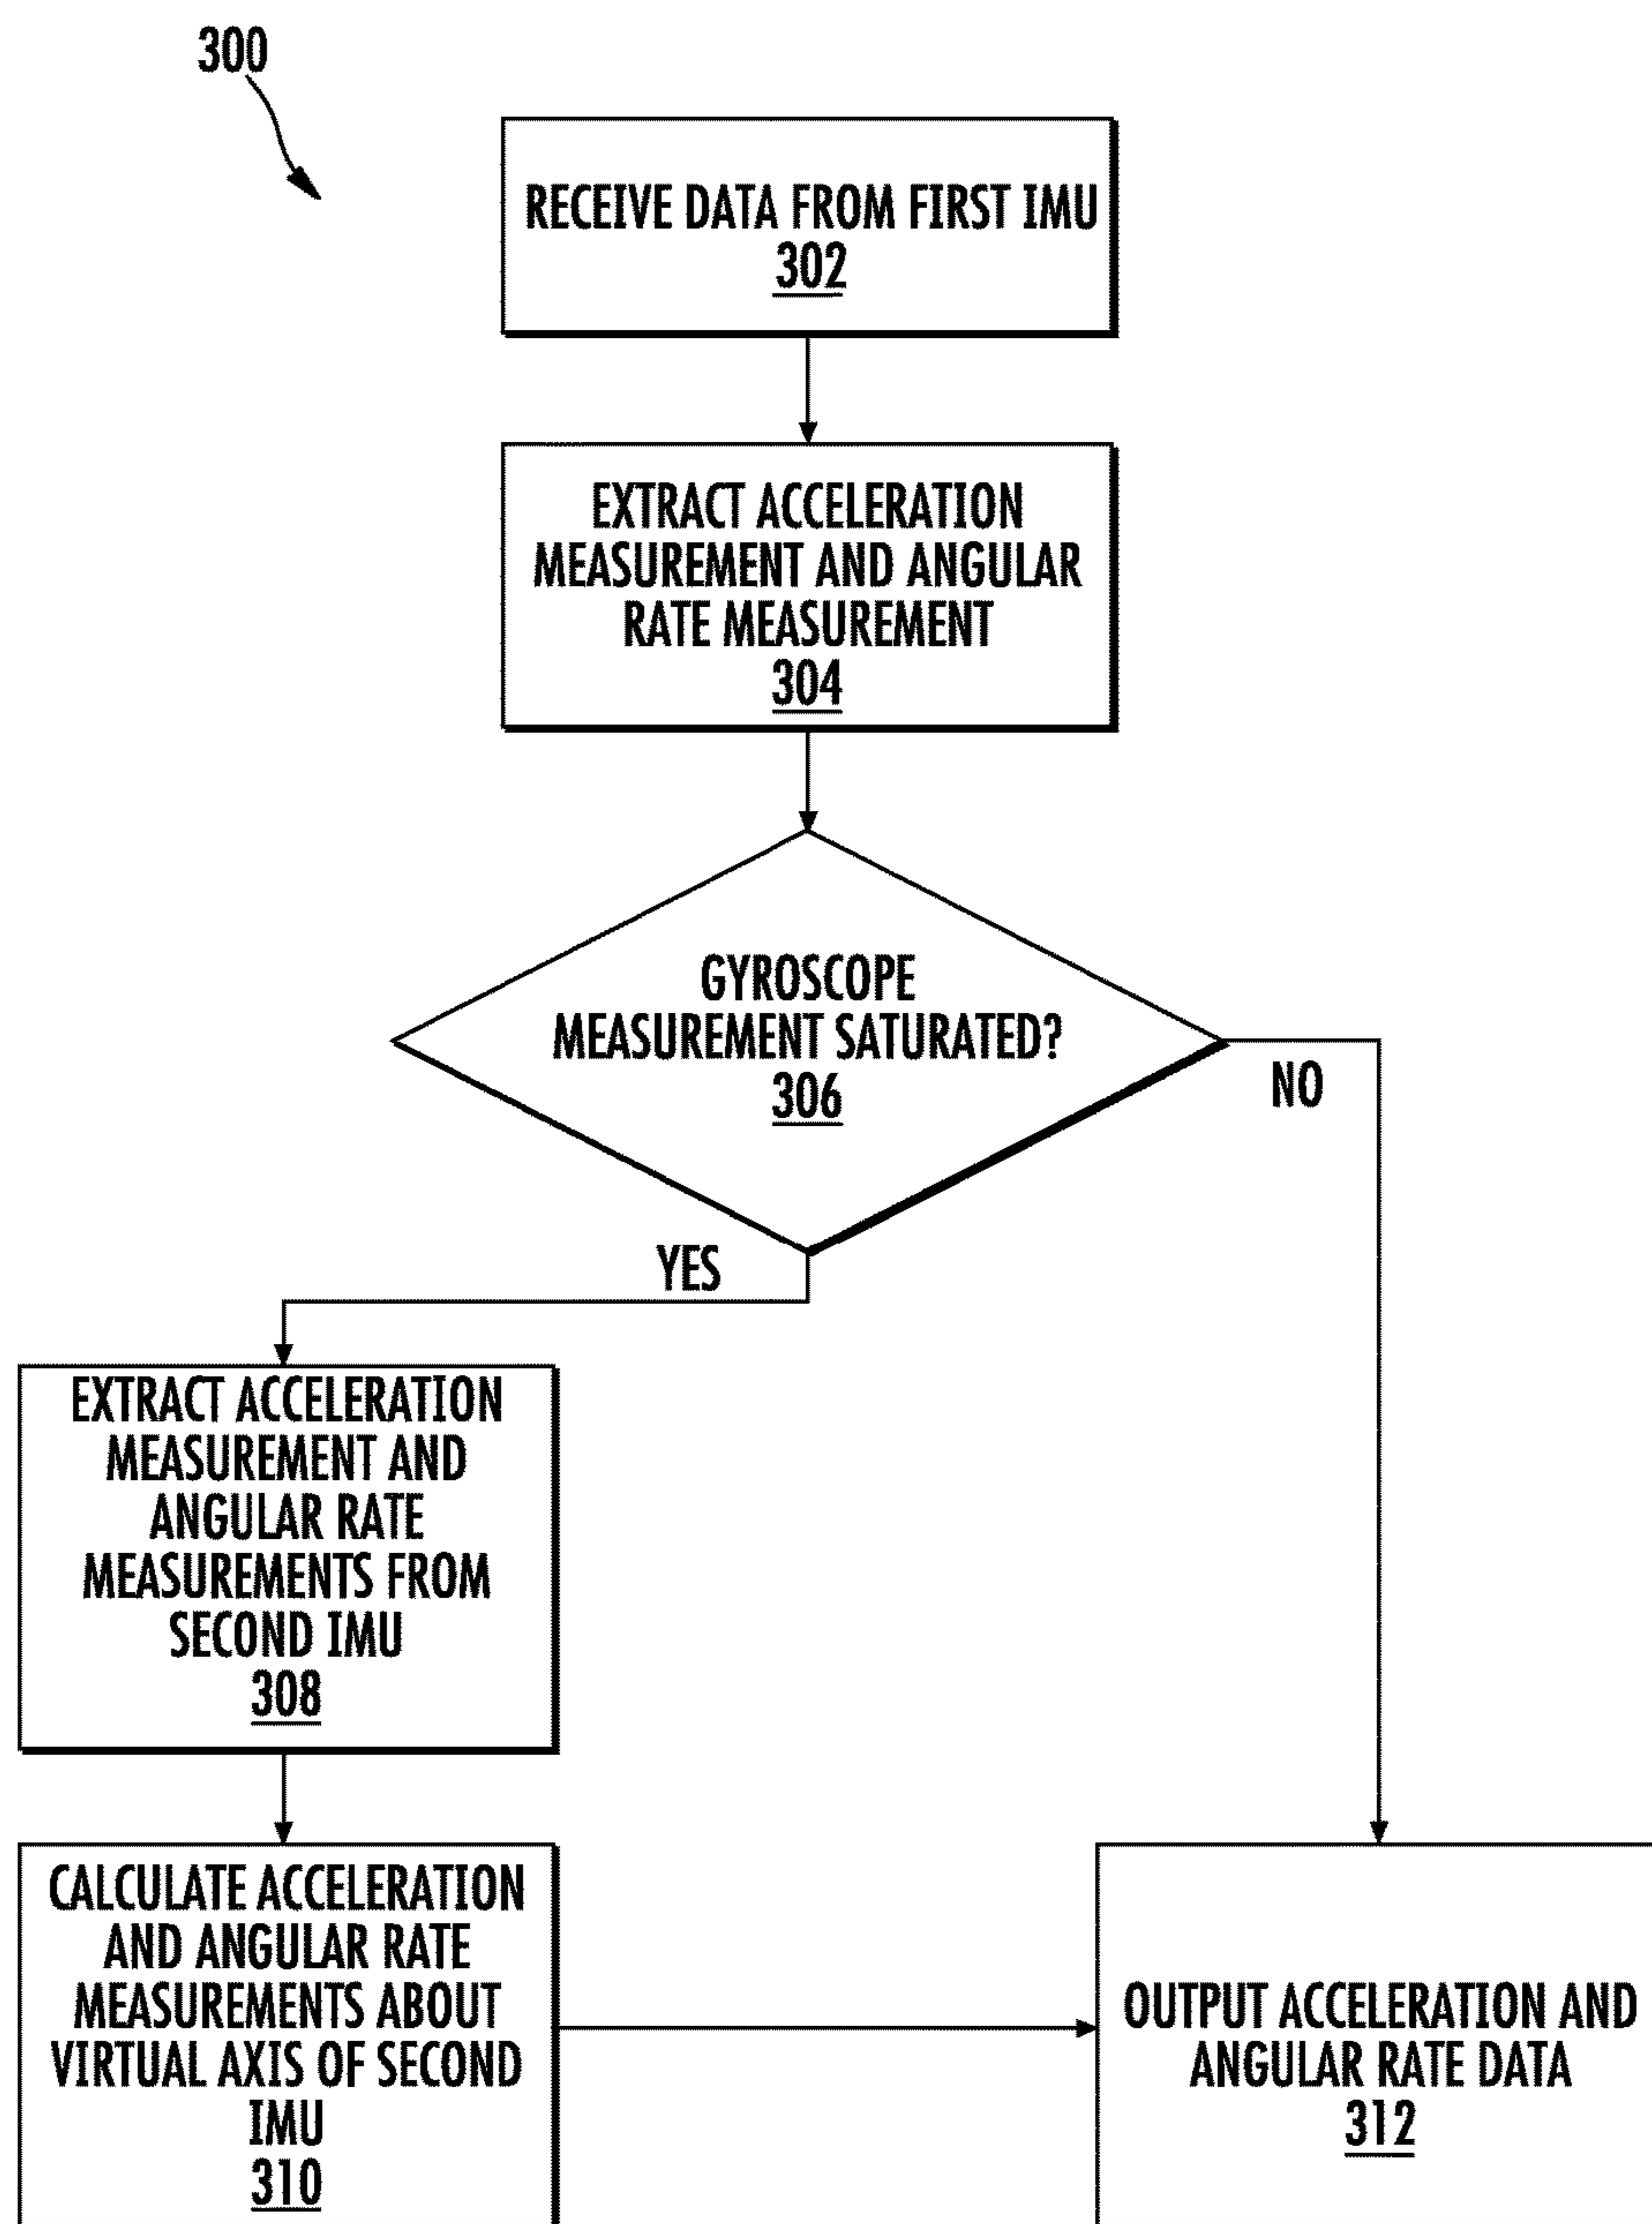 300
RECEIVE DATA FROM FIRST IMU
302
EXTRACT ACCELERATION
MEASUREMENT AND ANGULAR
RATE MEASUREMENT
304
GYROSCOPE
MEASUREMENT SATURATED?
306
NO
YES
EXTRACT ACCELERATION
MEASUREMENT AND
ANGULAR RATE
MEASUREMENTS FROM
SECOND IMU
308
CALCULATE ACCELERATION
AND ANGULAR RATE
MEASUREMENTS ABOUT
VIRTUAL AXIS OF SECOND
IMU
310
OUTPUT ACCELERATION AND
ANGULAR RATE DATA
312